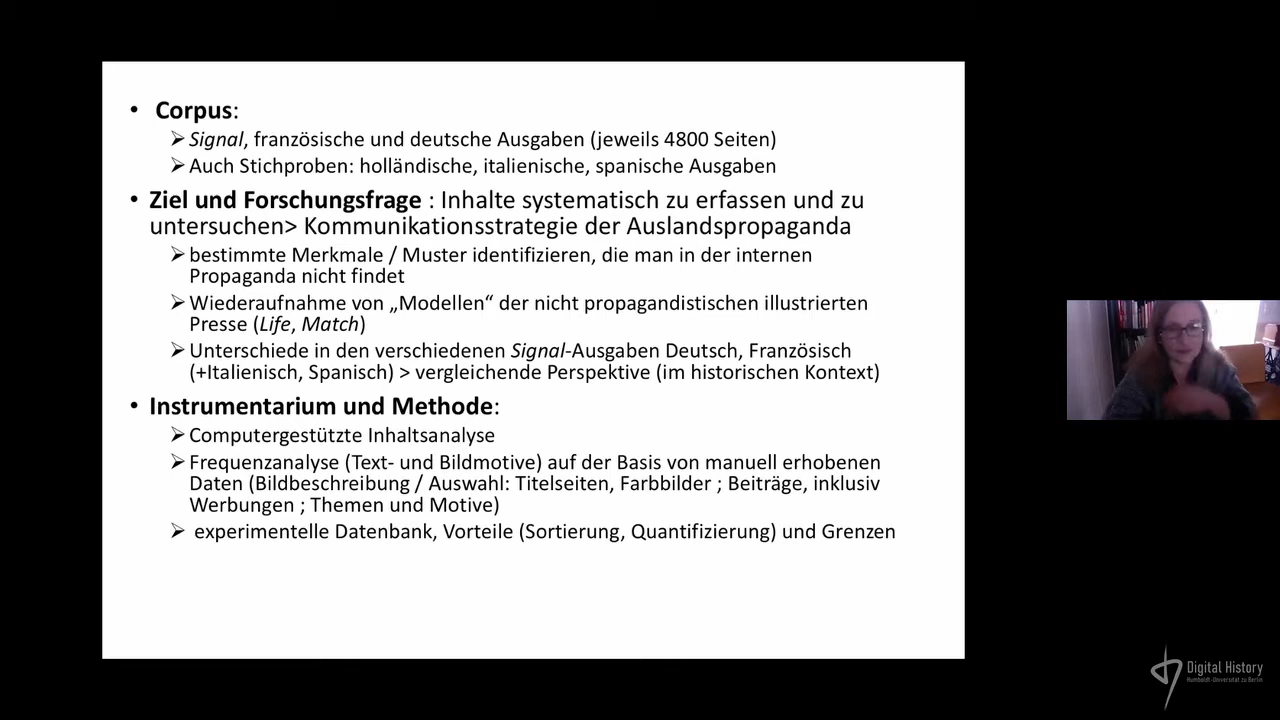 • Corpus:
➢ Signal, französische und deutsche Ausgaben (jeweils 4800 Seiten)
➢ Auch Stichproben: holländische, italienische, spanische Ausgaben
• Ziel und Forschungsfrage : Inhalte systematisch zu erfassen und zu
untersuchen> Kommunikationsstrategie der Auslandspropaganda
➢ bestimmte Merkmale / Muster identifizieren, die man in der internen
Propaganda nicht findet
➢ Wiederaufnahme von „Modellen“ der nicht propagandistischen illustrierten
Presse (Life, Match)
➢ Unterschiede in den verschiedenen Signal-Ausgaben Deutsch, Französisch
(+Italienisch, Spanisch) > vergleichende Perspektive (im historischen Kontext)
• Instrumentarium und Methode:
➢ Computergestützte Inhaltsanalyse
➢ Frequenzanalyse (Text- und Bildmotive) auf der Basis von manuell erhobenen
Daten (Bildbeschreibung / Auswahl: Titelseiten, Farbbilder ; Beiträge, inklusiv
Werbungen ; Themen und Motive)
➢ experimentelle Datenbank, Vorteile (Sortierung, Quantifizierung) und Grenzen
Digital History
Humboldt-Universität zu Berlin